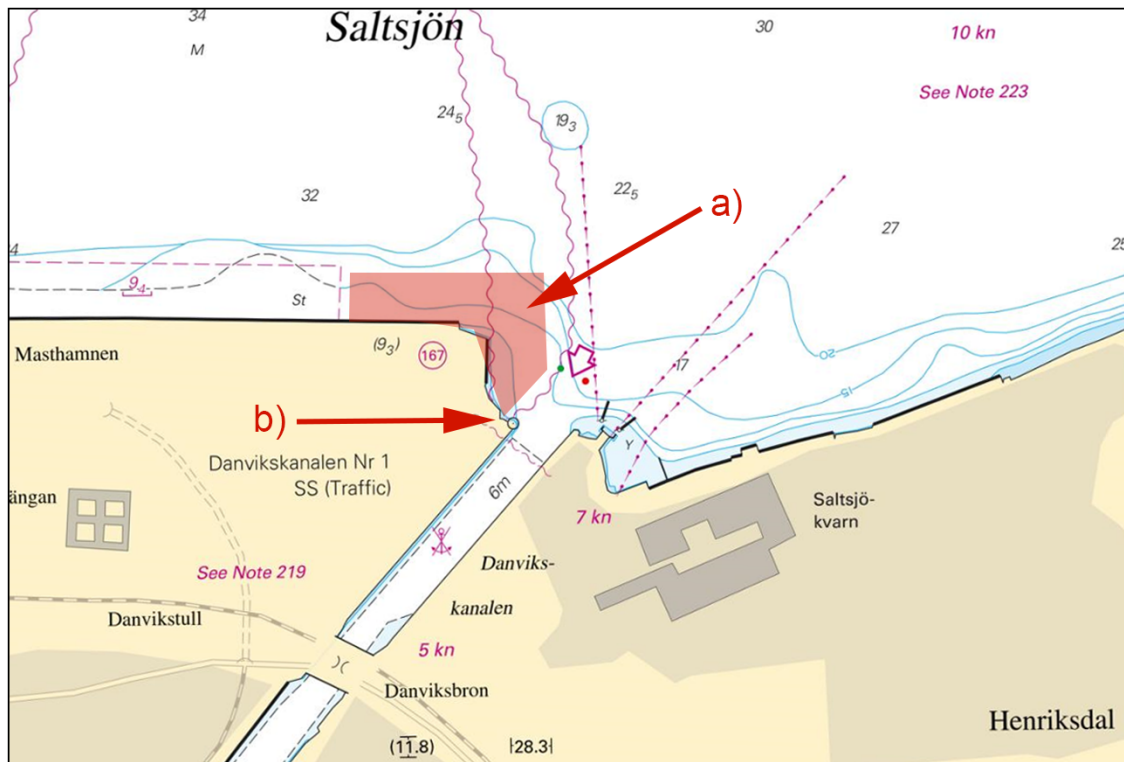 34
Saltsjön
30
10 kn
M
See Note 223
24₅
19₃
a)
32
22₅
27
4
25
9₄
St
(9₃)
Masthamnen
167
17
20
15
b)
Y
Danvikskanalen Nr 1
SS (Traffic)
6m
ängan
7 kn
Saltsjö-
kvarn
See Note 219
Danviks-
kanalen
Danvikstull
5 kn
Danviksbron
Henriksdal
(11.8)
28.3